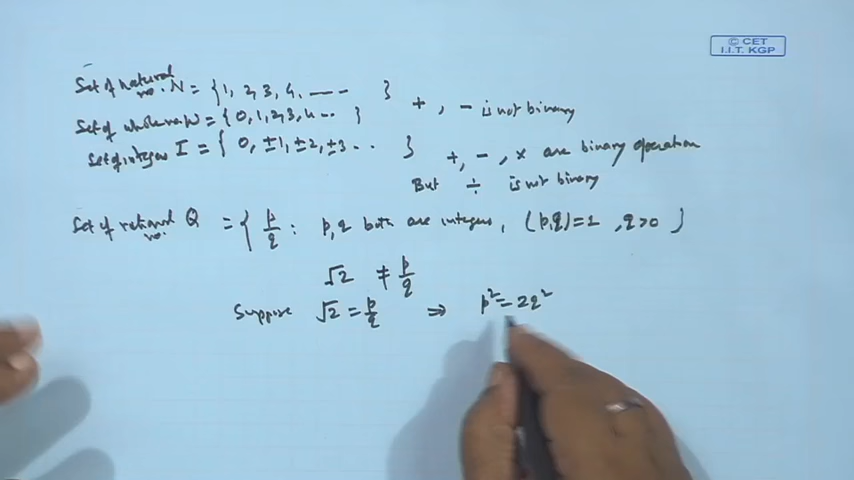 © CET
I.I.T. KGP
Set of natural no. N = {1, 2, 3, 4, ..... }
Set of whole no. W = {0, 1, 2, 3, 4 ... }
+, - is not binary
Set of integers I = { 0, ±1, ±2, ±3 ... }
+, -, × are binary operation
But ÷ is not binary
Set of rational no. Q = { p/q : p, q both are integers, (p,q)=1, q>0 }
√2 ≠ p/q
Suppose √2 = p/q ⇒ p² = 2q²